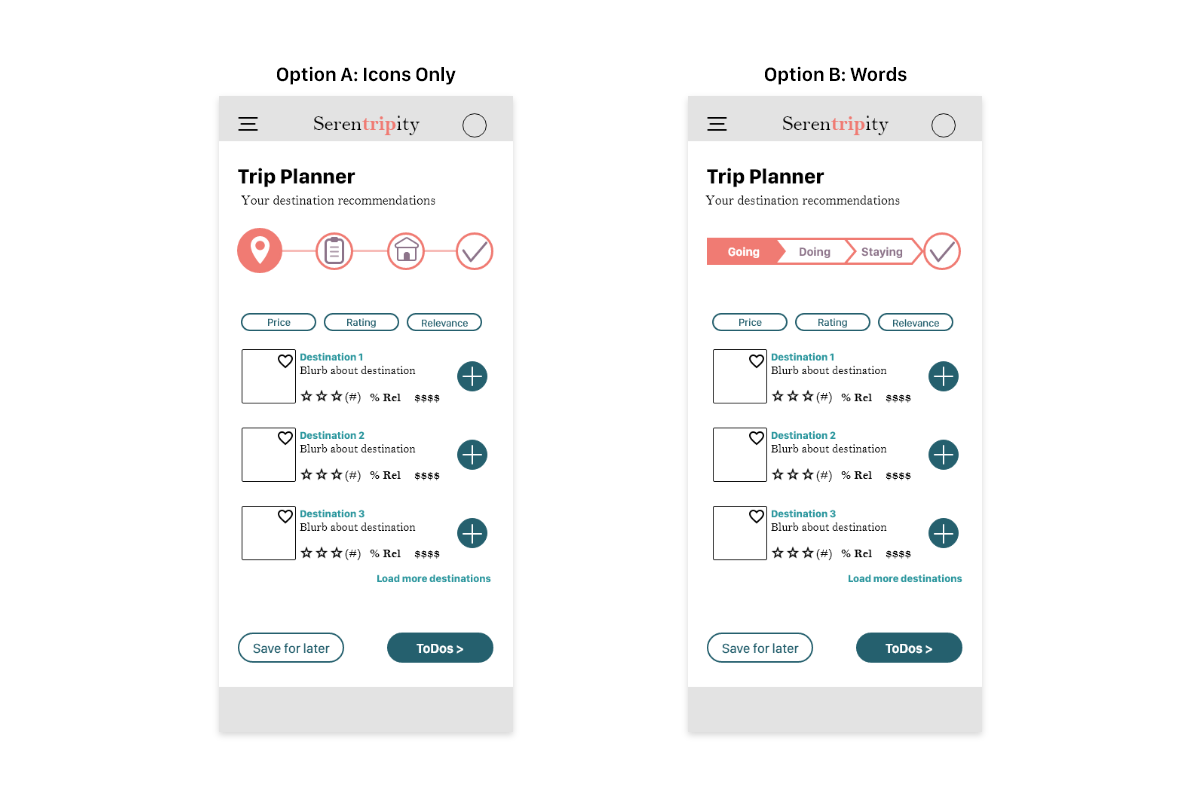 Option A: Icons Only
Serentripity
Trip Planner
Your destination recommendations
Price Rating Relevance
Destination 1
Blurb about destination
(#) % Rel $$$$
Destination 2
Blurb about destination
(#) % Rel $$$$
Destination 3
Blurb about destination
(#) % Rel $$$$
Load more destinations
Save for later ToDos >
Option B: Words
Serentripity
Trip Planner
Your destination recommendations
Going Doing Staying
Price Rating Relevance
Destination 1
Blurb about destination
(#) % Rel $$$$
Destination 2
Blurb about destination
(#) % Rel $$$$
Destination 3
Blurb about destination
(#) % Rel $$$$
Load more destinations
Save for later ToDos >